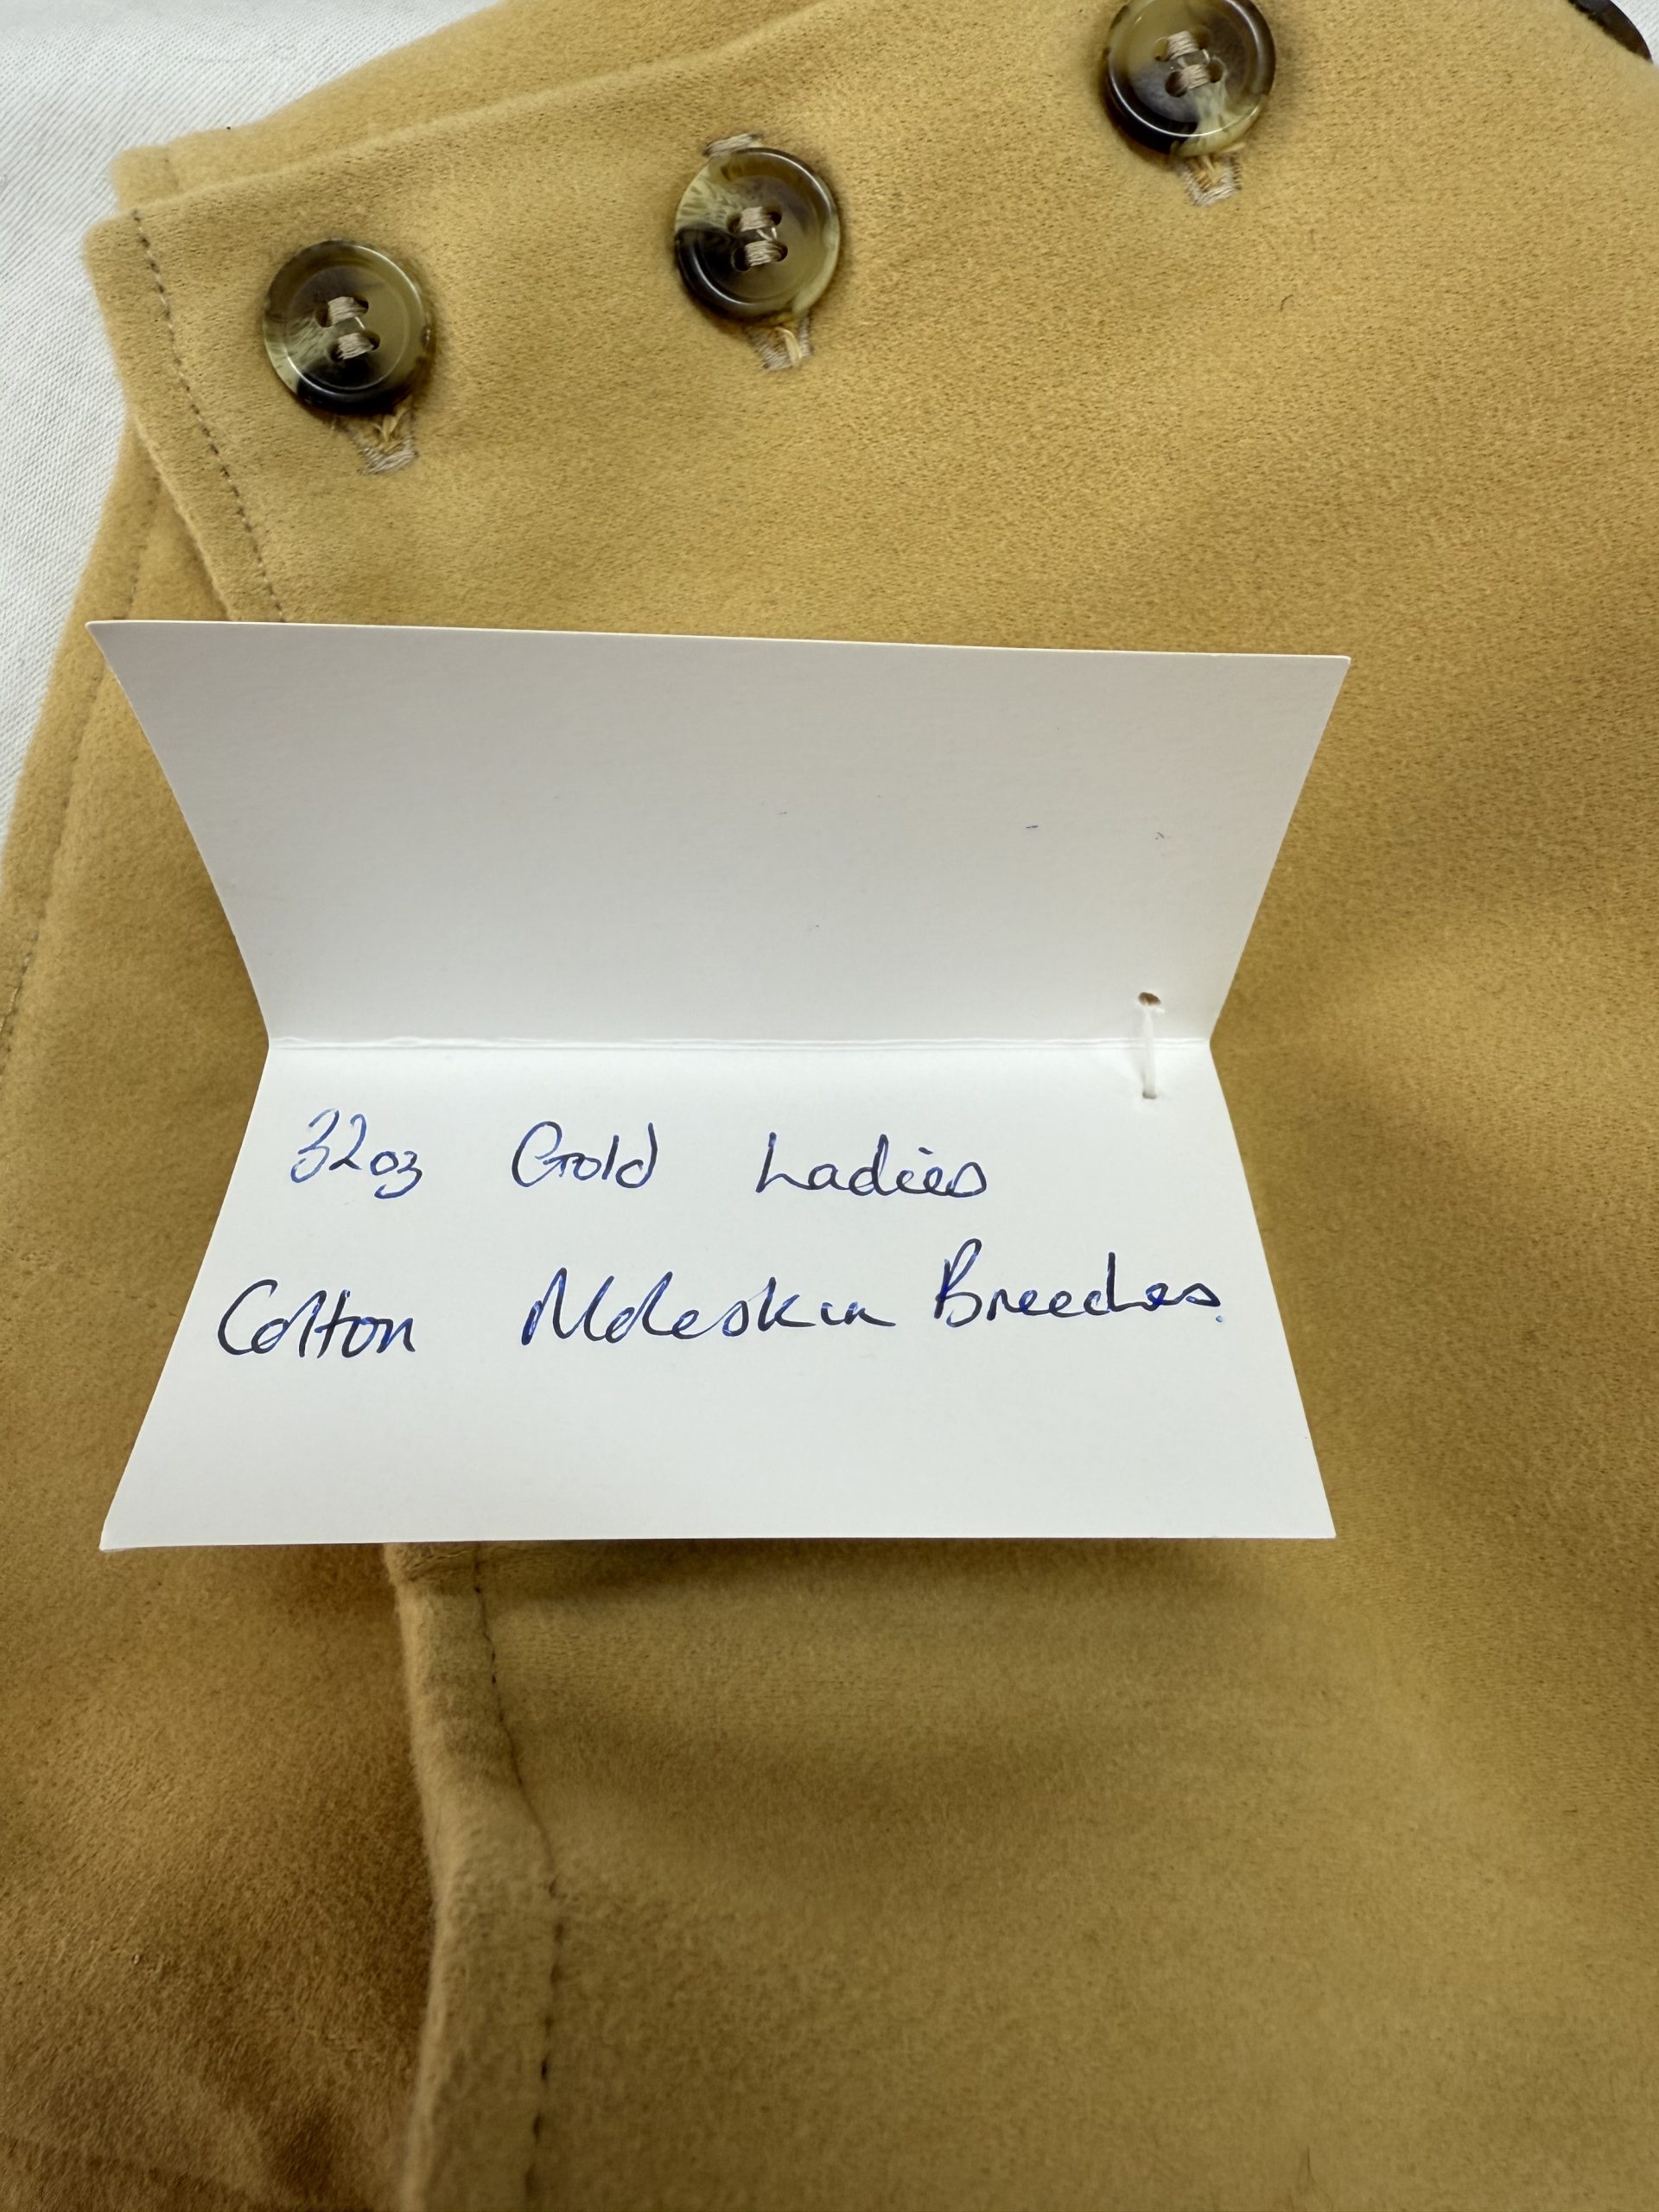 32oz Gold Ladies
Cotton Moleskin Breeches.